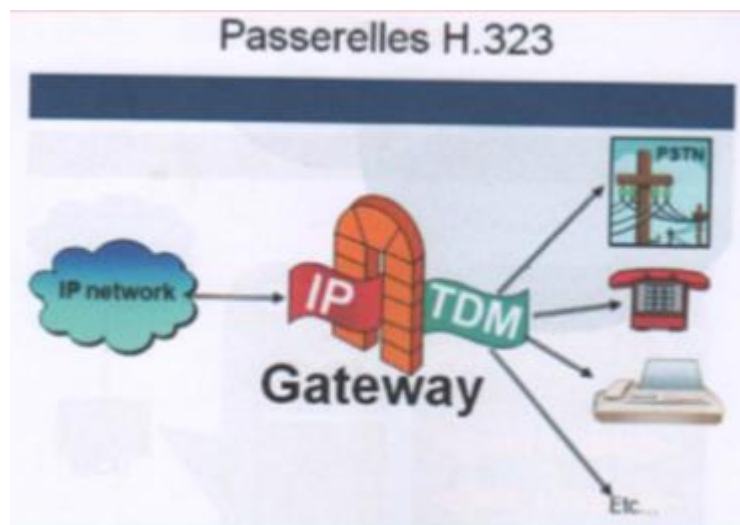 Passerelles H.323
PSTN
IP network
IP
TDM
Gateway
Etc...